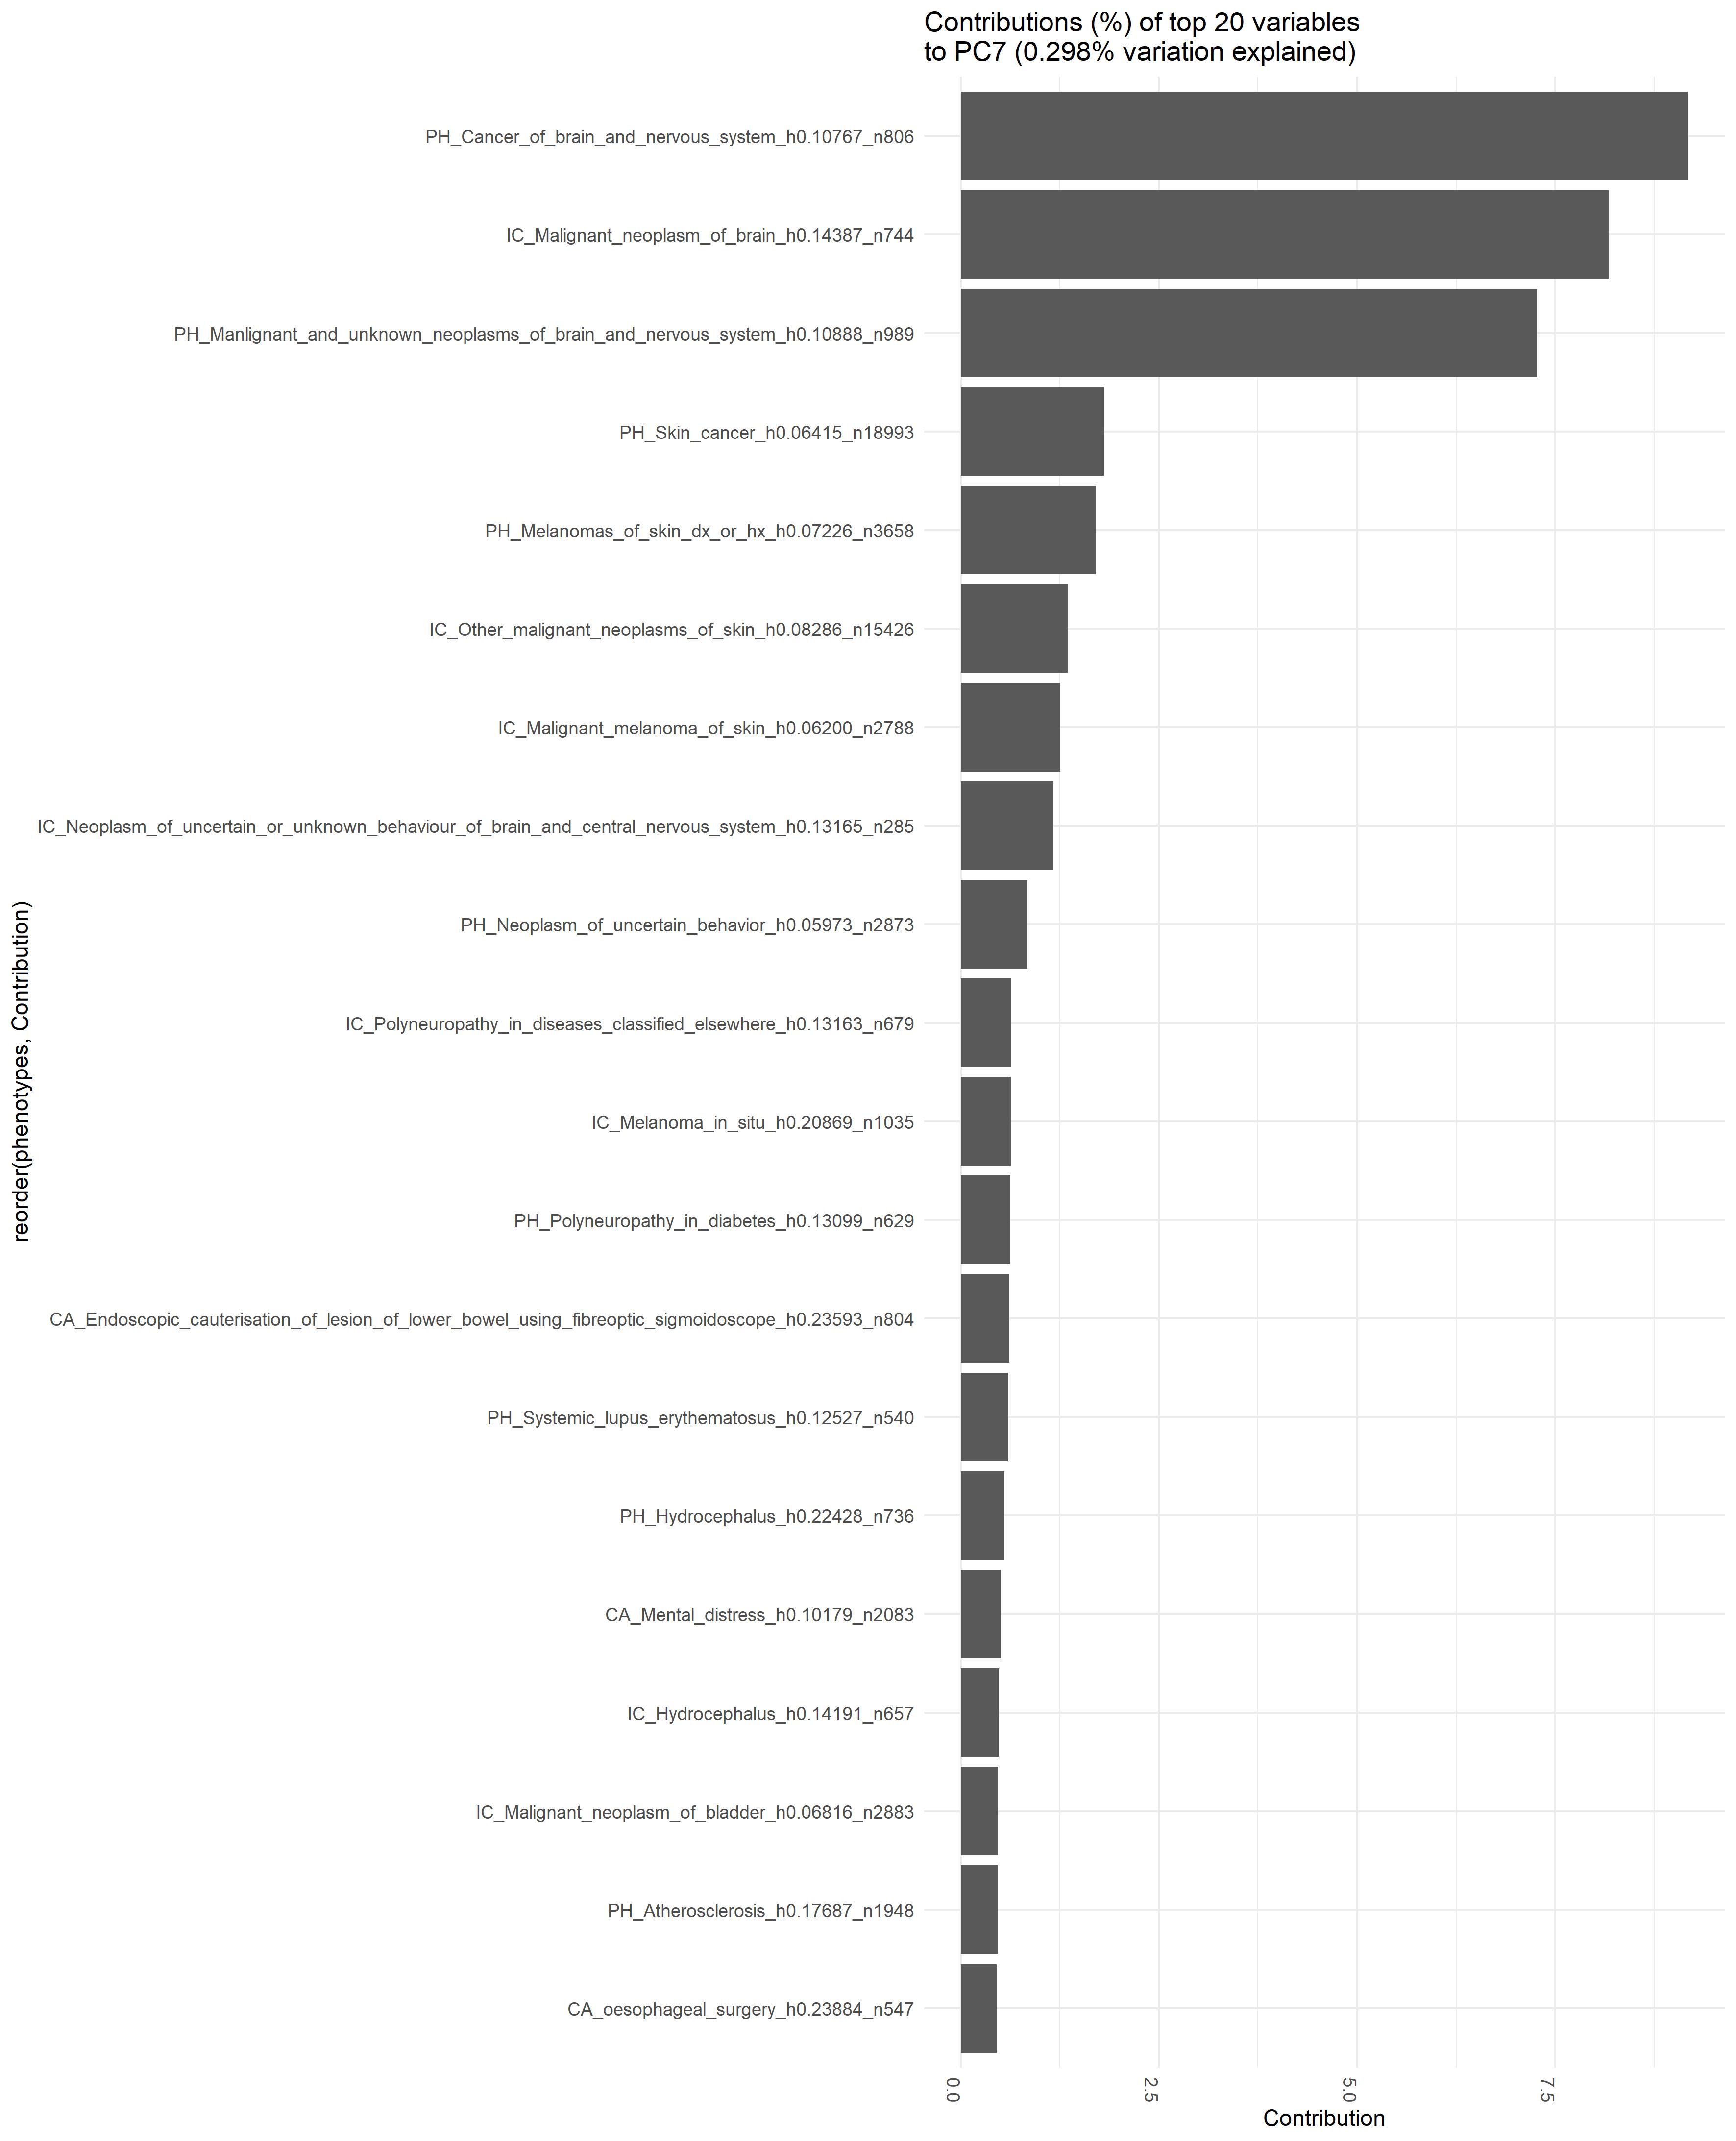 Contributions (%) of top 20 variables
to PC7 (0.298% variation explained)
PH_Cancer_of_brain_and_nervous_system_h0.10767_n806
IC_Malignant_neoplasm_of_brain_h0.14387_n744
PH_Manlignant_and_unknown_neoplasms_of_brain_and_nervous_system_h0.10888_n989
PH_Skin_cancer_h0.06415_n18993
PH_Melanomas_of_skin_dx_or_hx_h0.07226_n3658
IC_Other_malignant_neoplasms_of_skin_h0.08286_n15426
IC_Malignant_melanoma_of_skin_h0.06200_n2788
IC_Neoplasm_of_uncertain_or_unknown_behaviour_of_brain_and_central_nervous_system_h0.13165_n285
PH_Neoplasm_of_uncertain_behavior_h0.05973_n2873
IC_Polyneuropathy_in_diseases_classified_elsewhere_h0.13163_n679
IC_Melanoma_in_situ_h0.20869_n1035
PH_Polyneuropathy_in_diabetes_h0.13099_n629
CA_Endoscopic_cauterisation_of_lesion_of_lower_bowel_using_fibreoptic_sigmoidoscope_h0.23593_n804
PH_Systemic_lupus_erythematosus_h0.12527_n540
PH_Hydrocephalus_h0.22428_n736
CA_Mental_distress_h0.10179_n2083
IC_Hydrocephalus_h0.14191_n657
IC_Malignant_neoplasm_of_bladder_h0.06816_n2883
PH_Atherosclerosis_h0.17687_n1948
CA_oesophageal_surgery_h0.23884_n547
reorder(phenotypes, Contribution)
0.0
2.5
5.0
7.5
Contribution